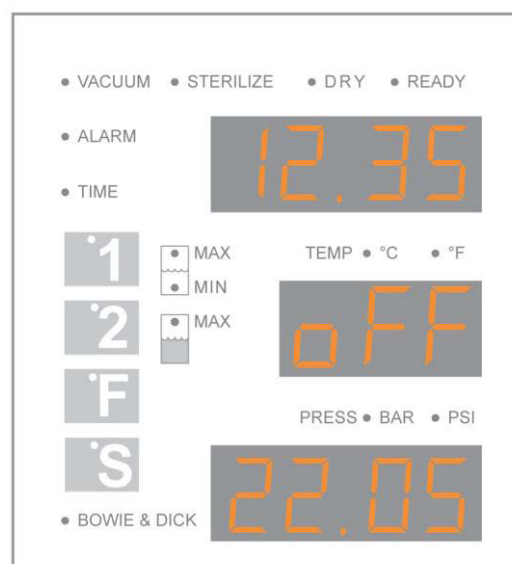 VACUUM STERILIZE DRY READY
ALARM
12.35
TIME
1
MAX
TEMP °C °F
MIN
2
MAX
oFF
F
PRESS BAR PSI
S
22.05
BOWIE & DICK